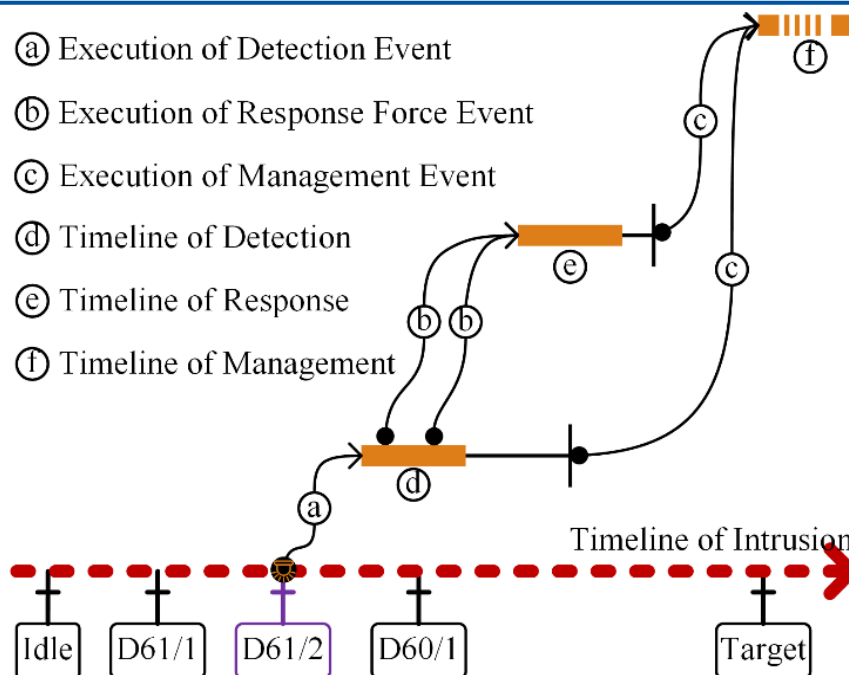 ⓐ Execution of Detection Event
ⓑ Execution of Response Force Event
ⓒ Execution of Management Event
ⓓ Timeline of Detection
ⓔ Timeline of Response
ⓕ Timeline of Management
ⓕ
ⓒ
ⓔ
ⓒ
ⓑ ⓑ
ⓓ
ⓐ
Timeline of Intrusion
Idle D61/1 D61/2 D60/1 Target